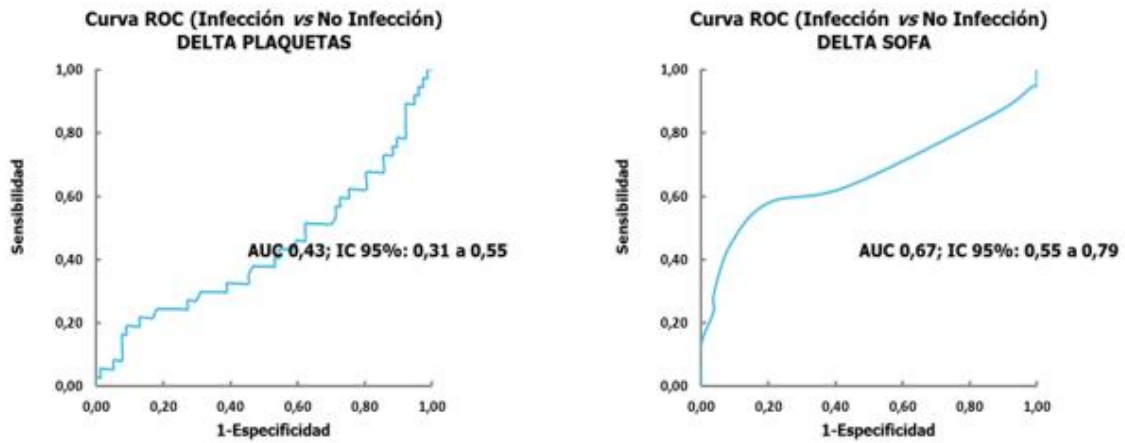 Curva ROC (Infección vs No Infección)
DELTA PLAQUETAS
1,00
0,80
0,60
0,40
0,20
0,00
Sensibilidad
AUC 0,43; IC 95%: 0,31 a 0,55
0,00 0,20 0,40 0,60 0,80 1,00
1-Especificidad
Curva ROC (Infección vs No Infección)
DELTA SOFA
1,00
0,80
0,60
0,40
0,20
0,00
Sensibilidad
AUC 0,67; IC 95%: 0,55 a 0,79
0,00 0,20 0,40 0,60 0,80 1,00
1-Especificidad